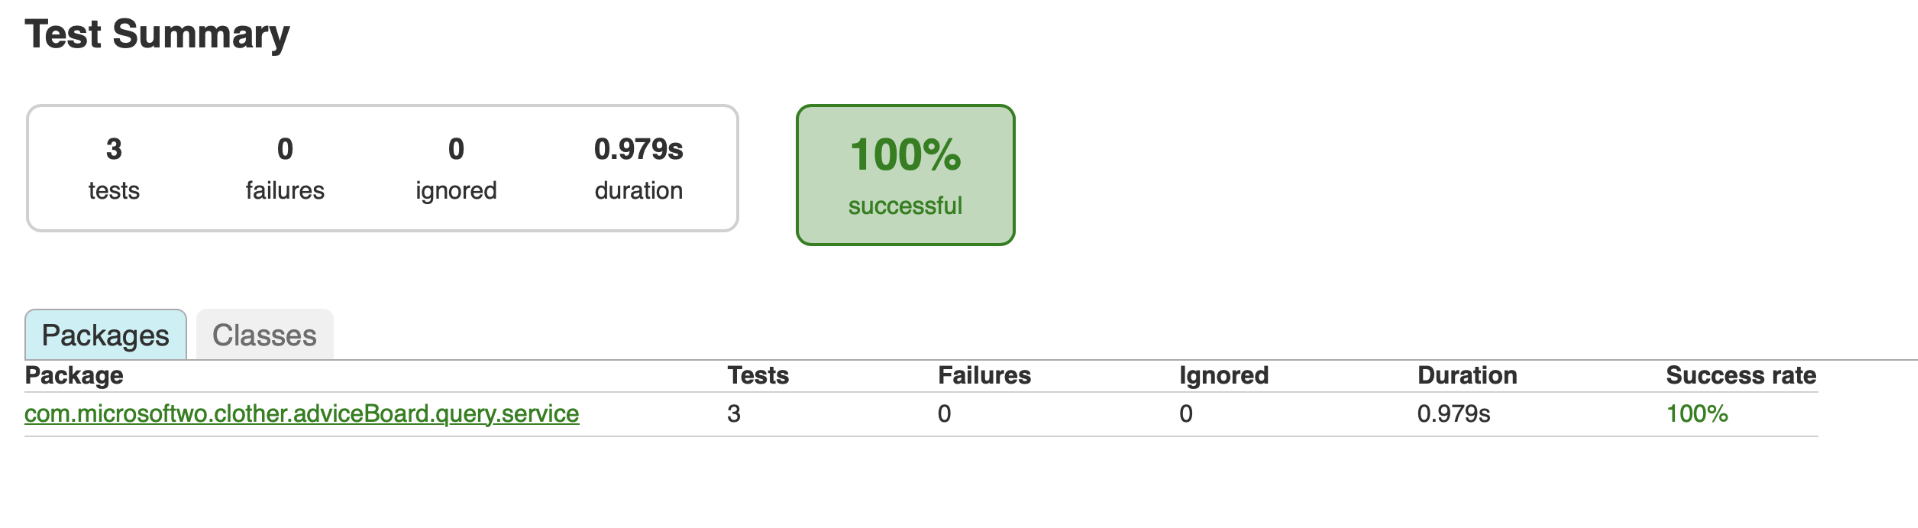 Test Summary
3 0 0 0.979s
tests failures ignored duration
100%
successful
Packages Classes
Package Tests Failures Ignored Duration Success rate
com.microsoftwo.clother.adviceBoard.query.service 3 0 0 0.979s 100%